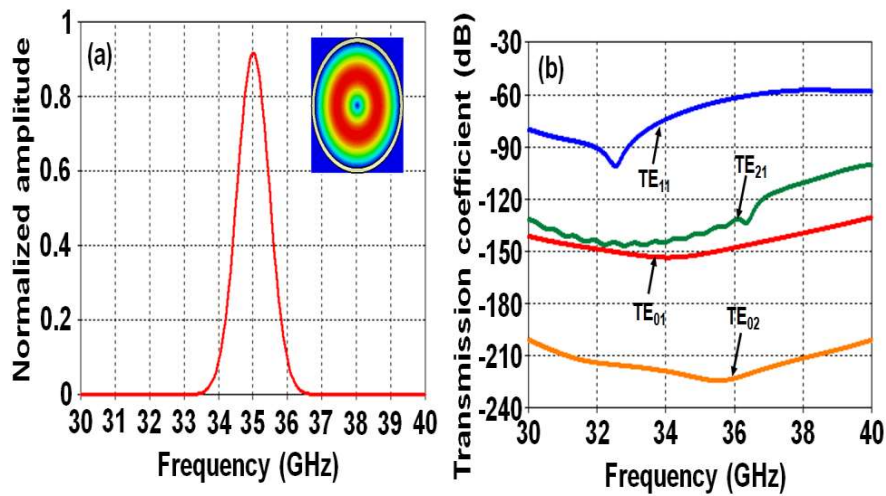 (a)
Normalized amplitude
1
0.8
0.6
0.4
0.2
0
30 31 32 33 34 35 36 37 38 39 40
Frequency (GHz)
(b)
Transmission coefficient (dB)
-30
-60
-90
-120
-150
-180
-210
-240
TE11
TE21
TE01
TE02
30 32 34 36 38 40
Frequency (GHz)